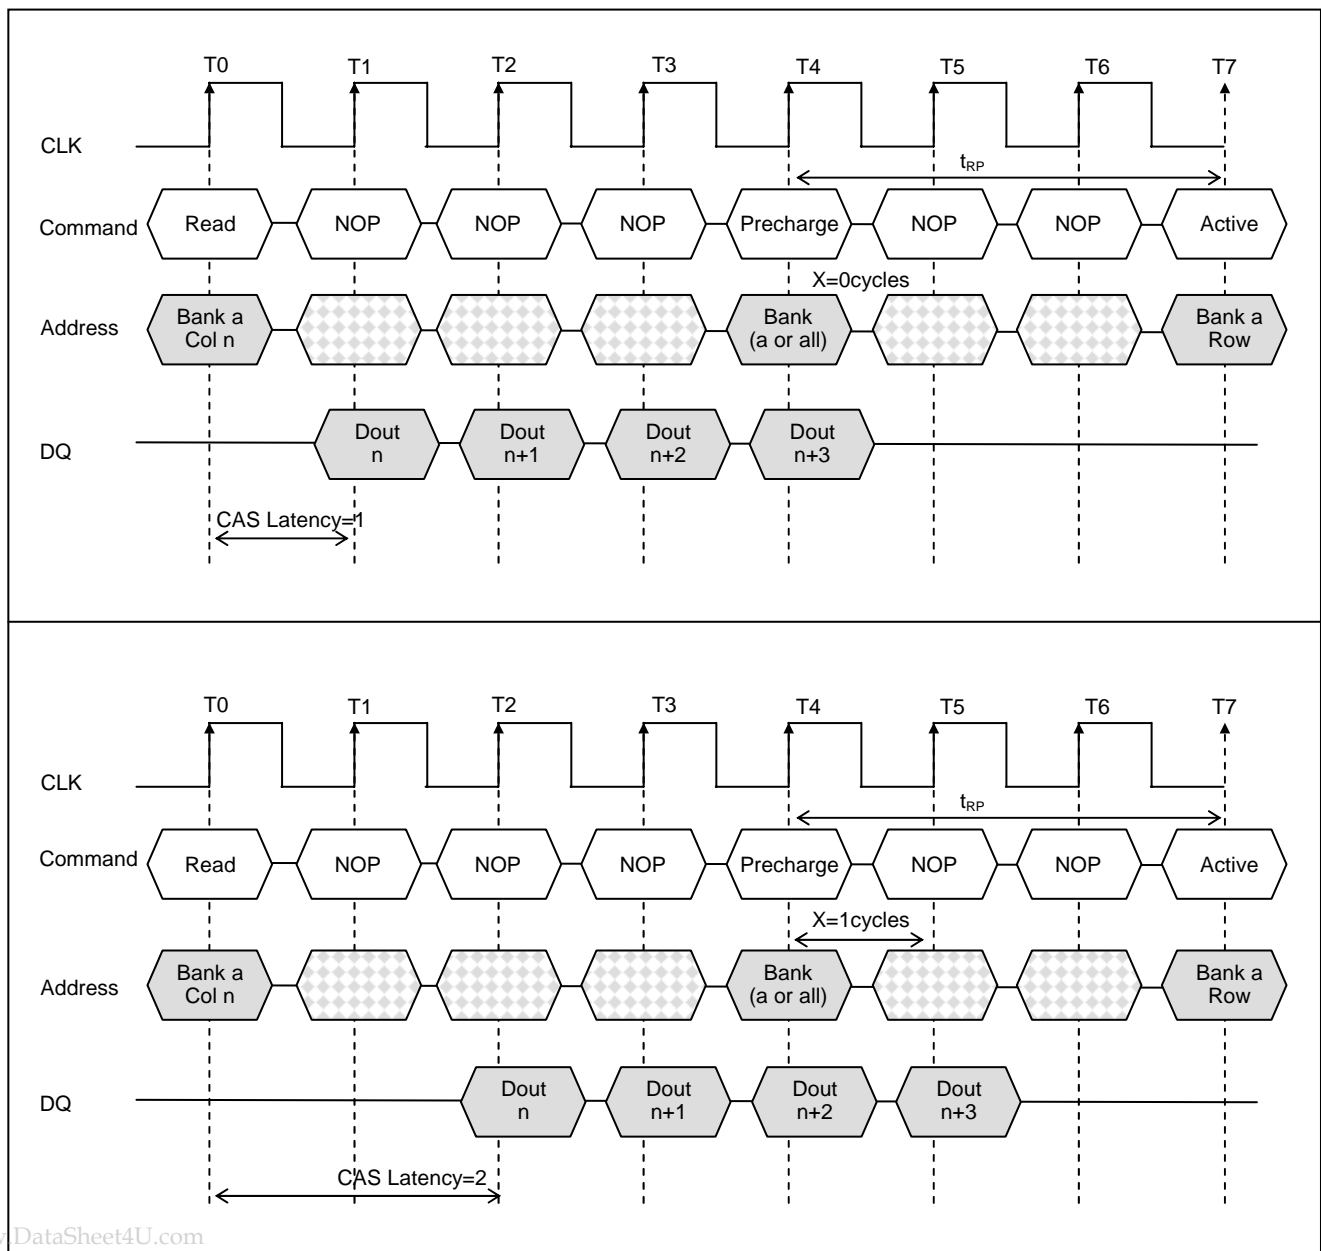 T0 T1 T2 T3 T4 T5 T6 T7
CLK
tRP
Command Read NOP NOP NOP Precharge NOP NOP Active
X=0cycles
Address Bank a Col n Bank (a or all) Bank a Row
DQ Dout n Dout n+1 Dout n+2 Dout n+3
CAS Latency=1
T0 T1 T2 T3 T4 T5 T6 T7
CLK
tRP
Command Read NOP NOP NOP Precharge NOP NOP Active
X=1cycles
Address Bank a Col n Bank (a or all) Bank a Row
DQ Dout n Dout n+1 Dout n+2 Dout n+3
CAS Latency=2
.DataSheet4U.com